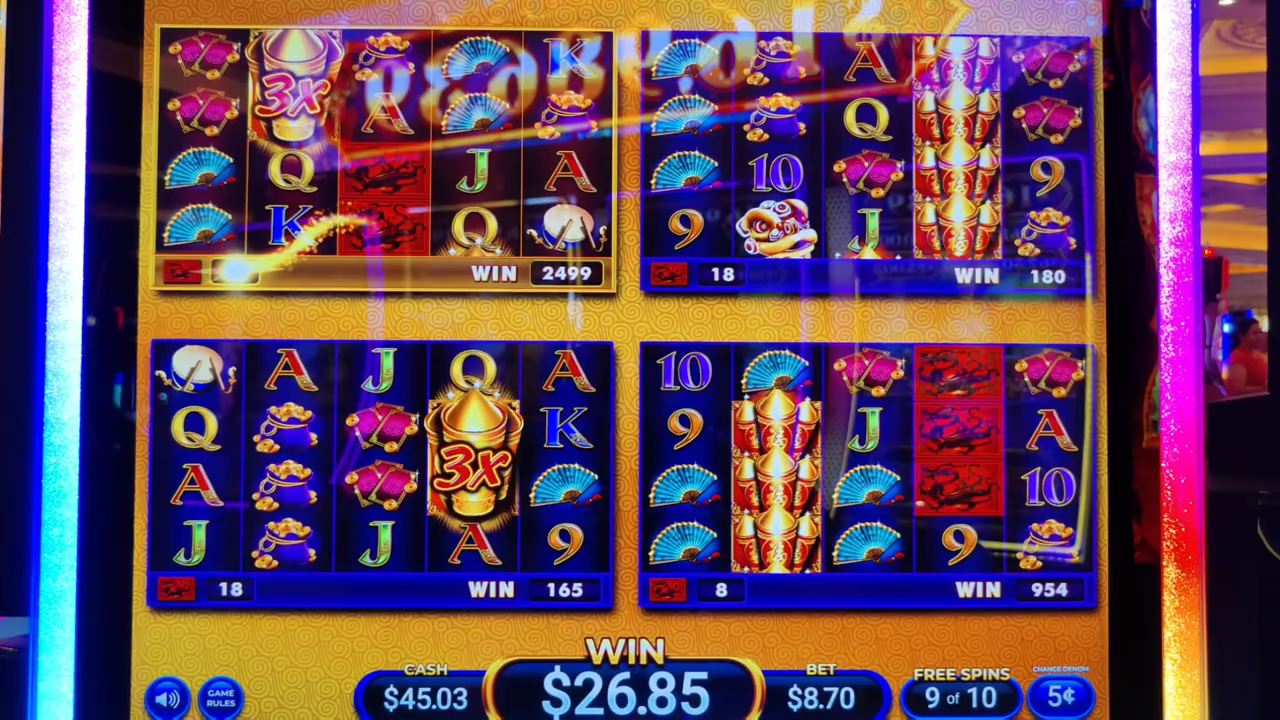 K
3x
A
A
Q
Q
J
A
10
9
K
Q
9
J
WIN 2499
18 WIN 180
A
J
Q
A
10
Q
K
9
J
A
3x
A
10
J
J
A
9
9
18 WIN 165
8 WIN 954
WIN
CASH
BET
FREE SPINS
CHANGE DENOM
GAME RULES
$45.03
$26.85
$8.70
9 of 10
5¢